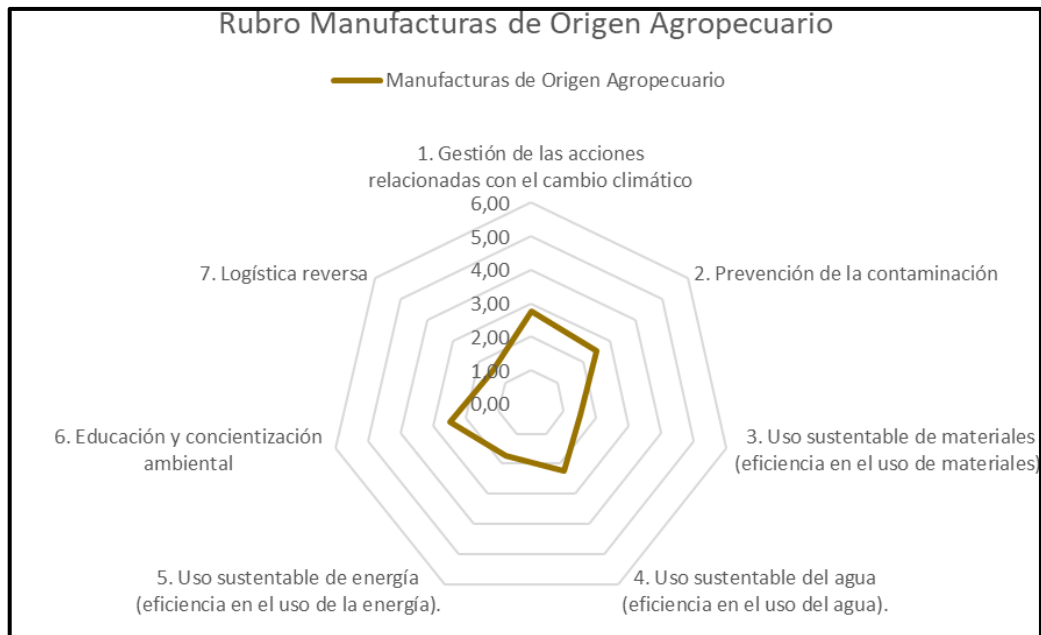 Rubro Manufacturas de Origen Agropecuario
Manufacturas de Origen Agropecuario
1. Gestión de las acciones
relacionadas con el cambio climático
6,00
5,00
4,00
3,00
2,00
1,00
0,00
2. Prevención de la contaminación
3. Uso sustentable de materiales
(eficiencia en el uso de materiales)
4. Uso sustentable del agua
(eficiencia en el uso del agua).
5. Uso sustentable de energía
(eficiencia en el uso de la energía).
6. Educación y concientización
ambiental
7. Logística reversa